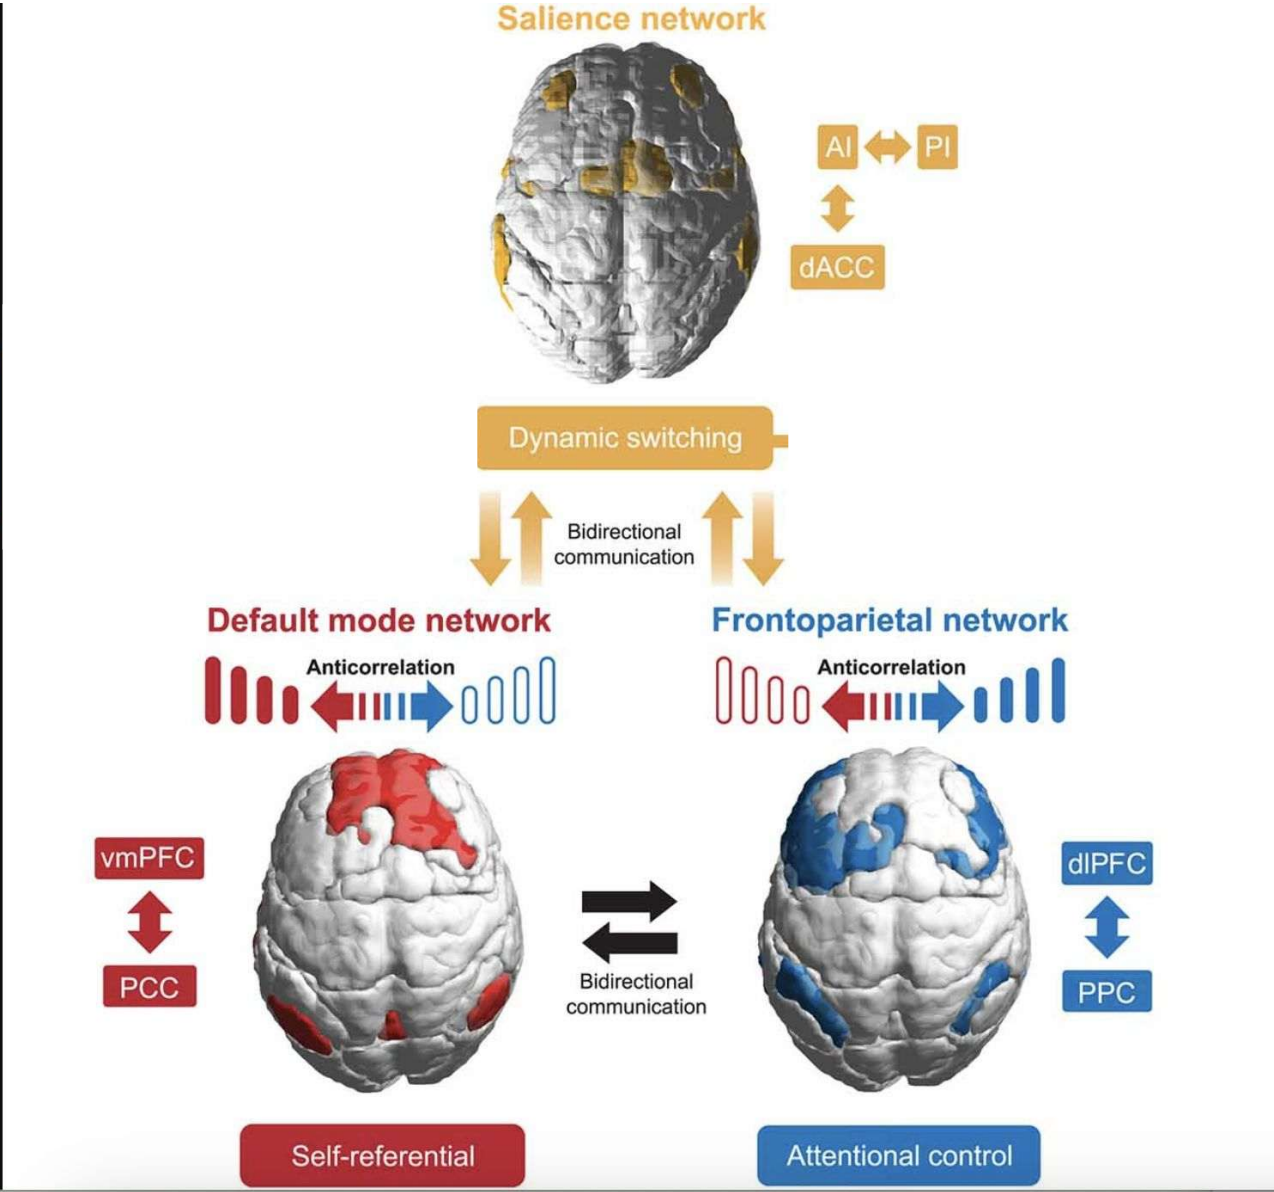 Salience network
AI
PI
dACC
Dynamic switching
Bidirectional
communication
Default mode network
Frontoparietal network
Anticorrelation
Anticorrelation
vmPFC
PCC
dlPFC
PPC
Bidirectional
communication
Self-referential
Attentional control